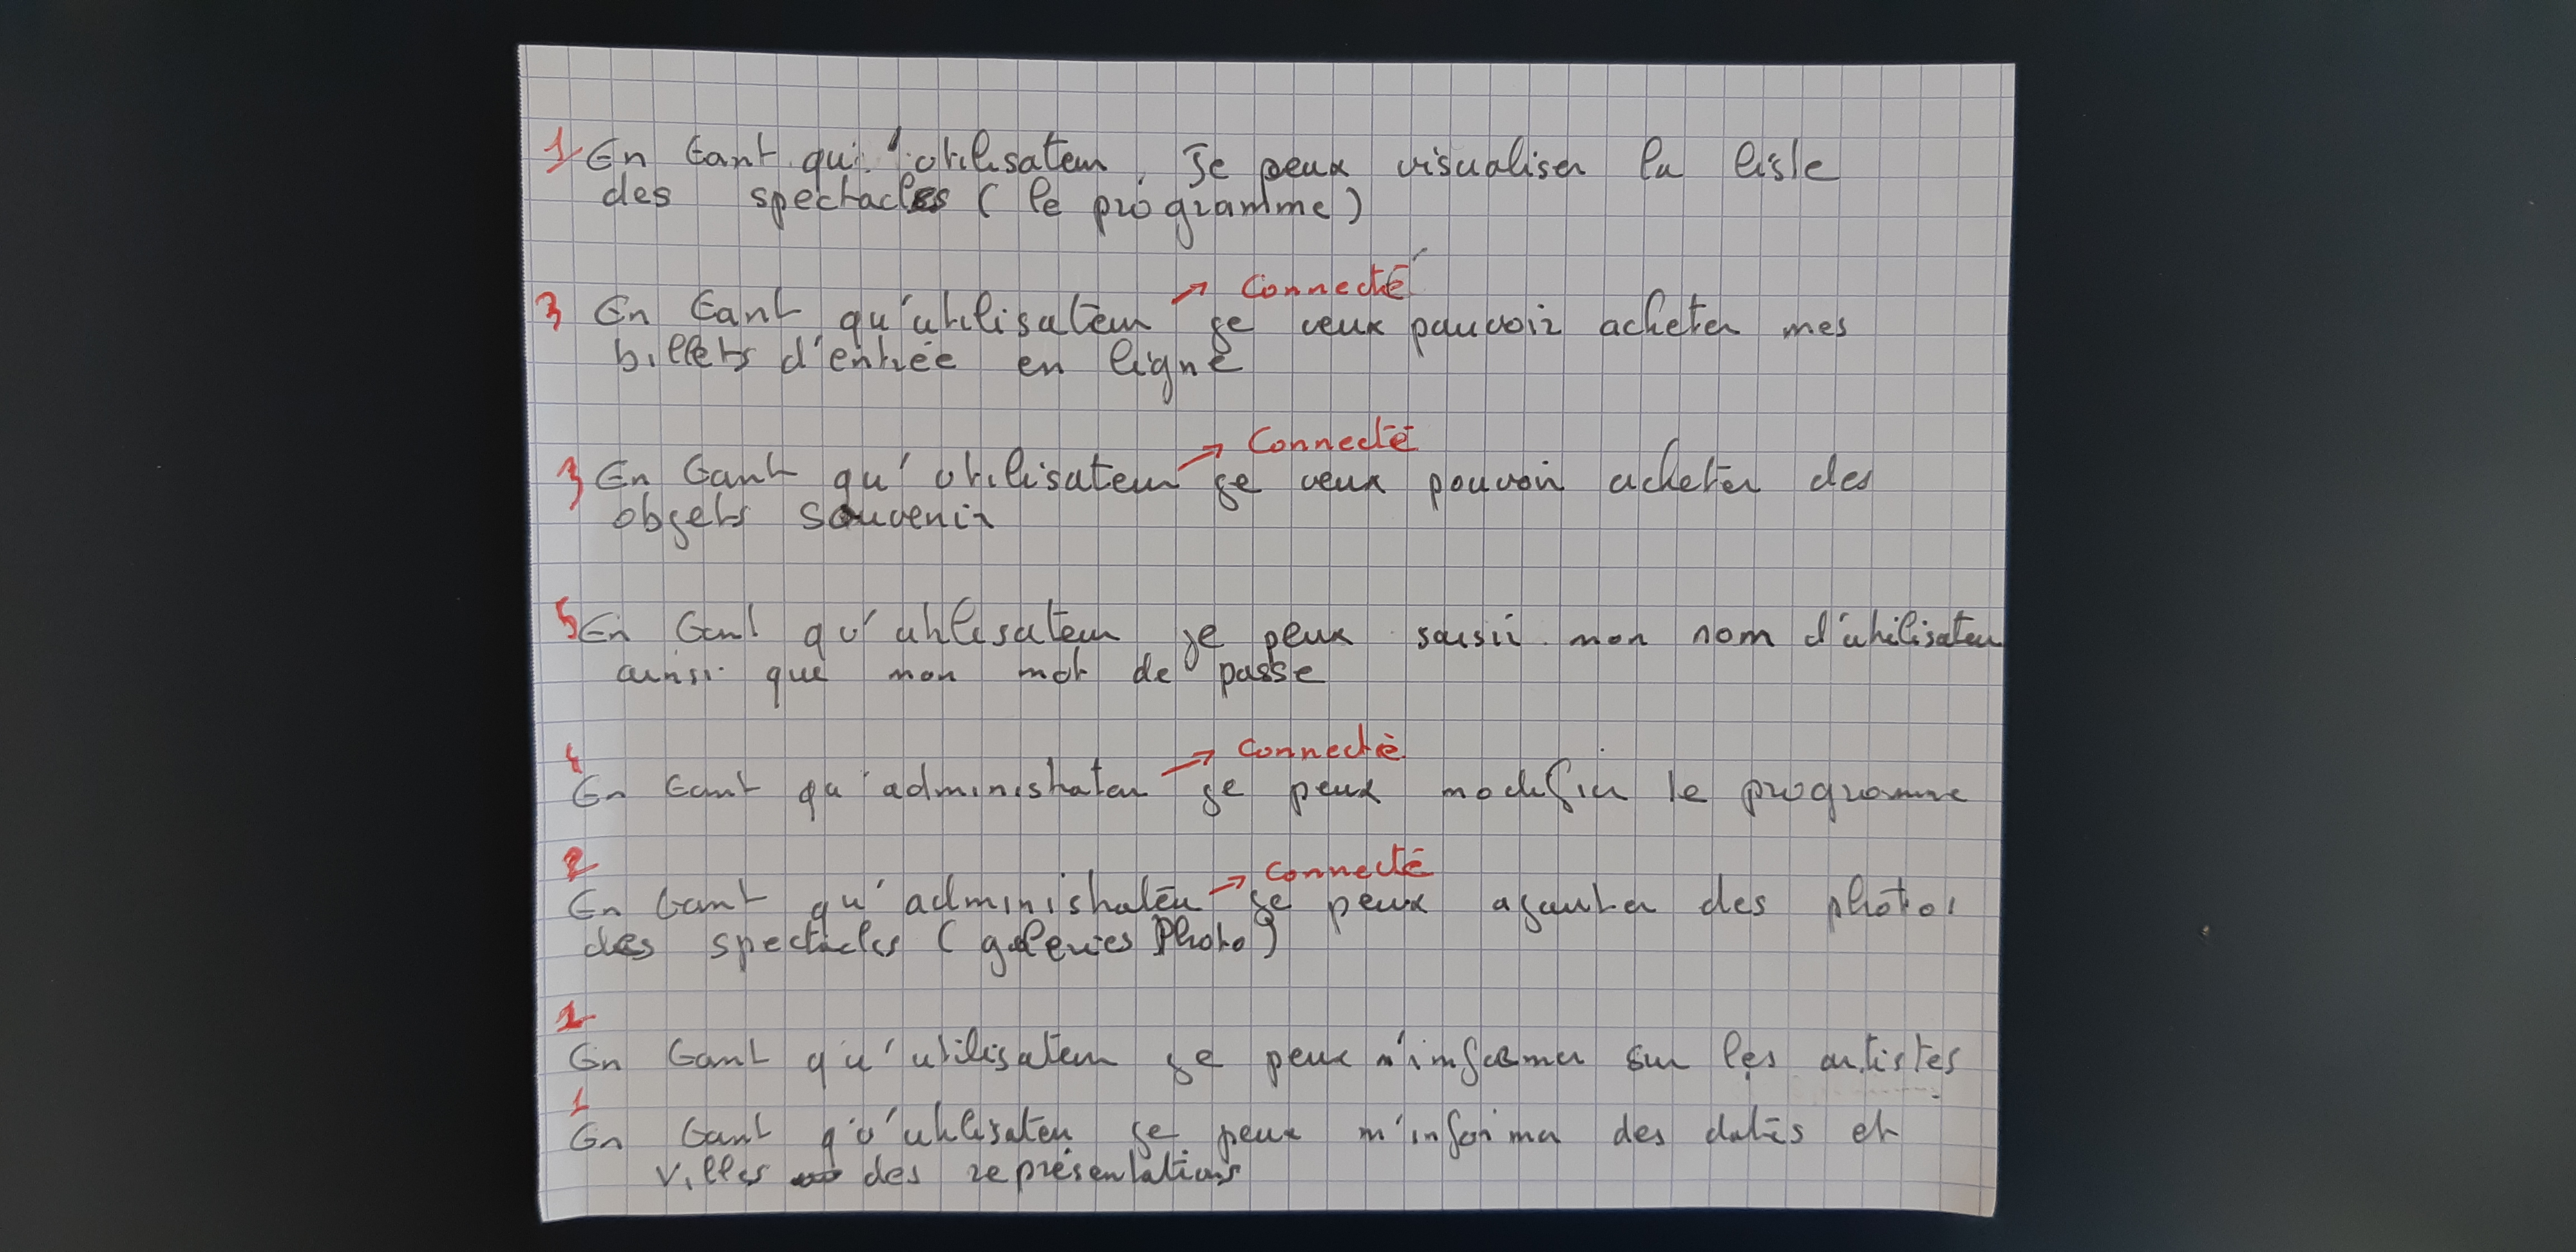 1 En tant qu'utilisateur, Je peux visualiser la liste
des spectacles ( le programme )
→ Connecté
3 En tant qu'utilisateur je veux pouvoir acheter mes
billets d'entrée en ligne
→ Connecté
3 En tant qu'utilisateur je veux pouvoir acheter des
objets souvenir
5 En tant qu'utilisateur je peux saisir mon nom d'utilisateur
ainsi que mon mot de passe
→ Connecté
4
En tant qu'administrateur je peux modifier le programme
2 → Connecté
En tant qu'administrateur je peux ajouter des photos
des spectacles ( galeries Photo )
1
En tant qu'utilisateur je peux m'informer sur les artistes
1
En tant qu'utilisateur je peux m'informer des dates et
villes des représentations